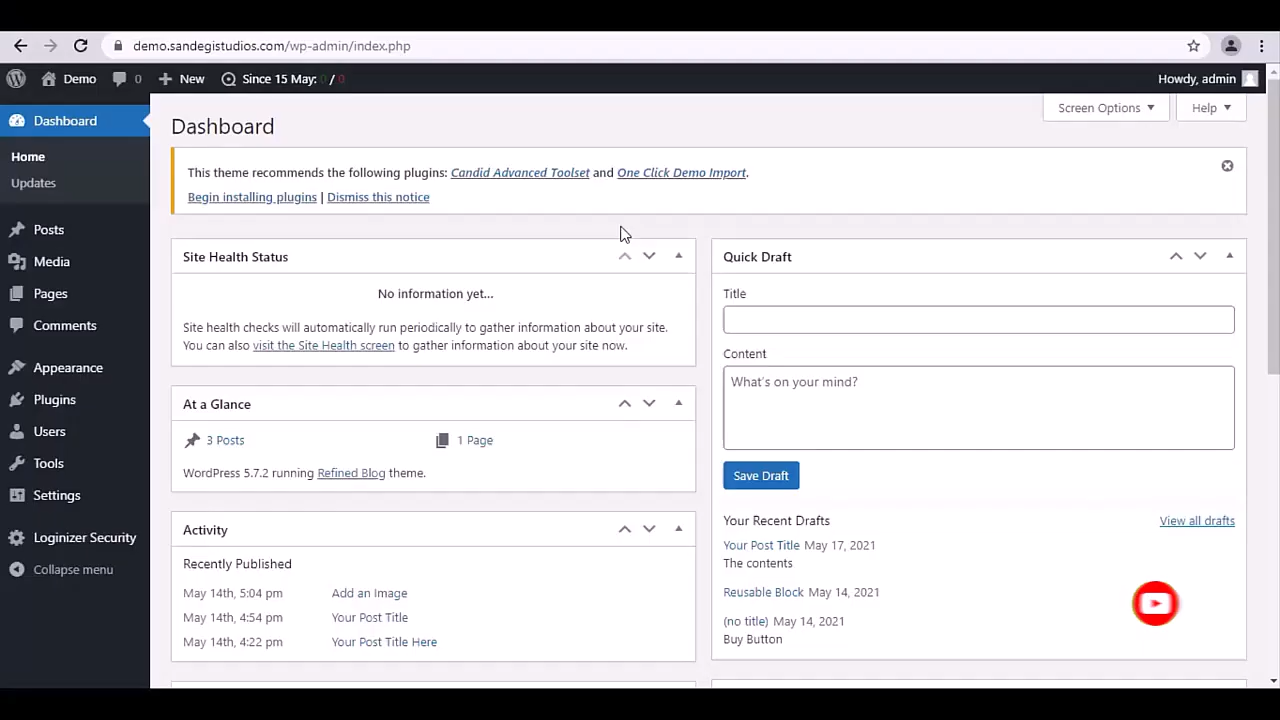 demo.sandegistudios.com/wp-admin/index.php
Demo 0 New Since 15 May: 0 / 0 Howdy, admin
Dashboard
Home
Updates
Posts
Media
Pages
Comments
Appearance
Plugins
Users
Tools
Settings
Loginizer Security
Collapse menu
Screen Options Help
Dashboard
This theme recommends the following plugins: Candid Advanced Toolset and One Click Demo Import.
Begin installing plugins | Dismiss this notice
Site Health Status
No information yet...
Site health checks will automatically run periodically to gather information about your site.
You can also visit the Site Health screen to gather information about your site now.
At a Glance
3 Posts 1 Page
WordPress 5.7.2 running Refined Blog theme.
Activity
Recently Published
May 14th, 5:04 pm Add an Image
May 14th, 4:54 pm Your Post Title
May 14th, 4:22 pm Your Post Title Here
Quick Draft
Title
Content
What's on your mind?
Save Draft
Your Recent Drafts View all drafts
Your Post Title May 17, 2021
The contents
Reusable Block May 14, 2021
(no title) May 14, 2021
Buy Button